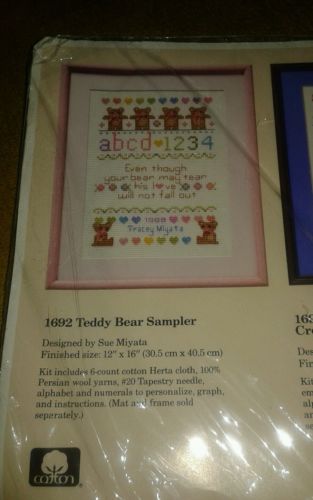 abcd 1234
Even though
your bear may tear
his love
will not fall out
1988
Tracey Miyata
1692 Teddy Bear Sampler
Designed by Sue Miyata
Finished size: 12" x 16" (30.5 cm x 40.5 cm)
Kit includes 6-count cotton Herta cloth, 100%
Persian wool yarns, #20 Tapestry needle,
alphabet and numerals to personalize, graph,
and instructions. (Mat and frame sold
separately.)
cotton
®